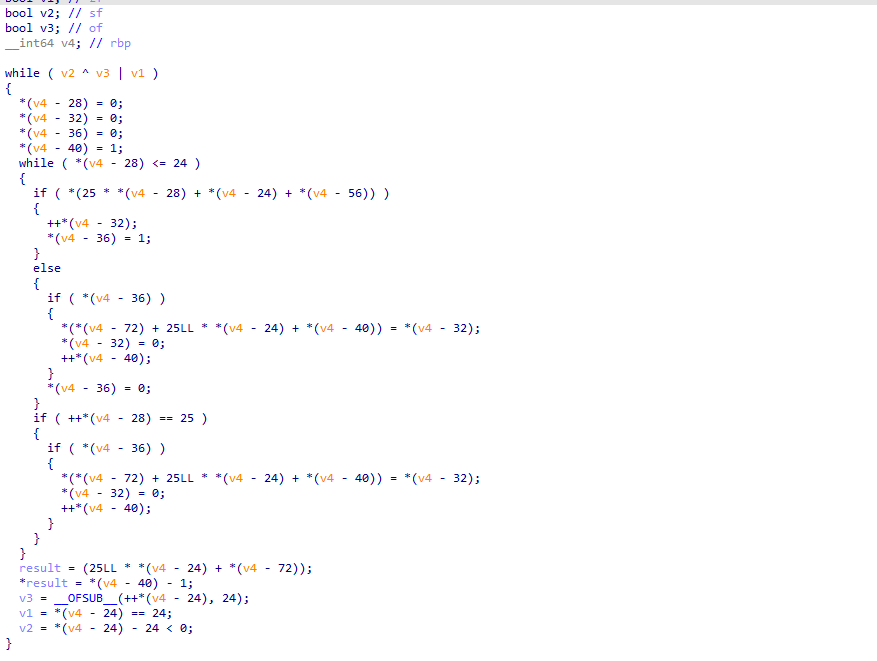 bool v2; // sf
bool v3; // of
__int64 v4; // rbp
while ( v2 ^ v3 | v1 )
{
*(v4 - 28) = 0;
*(v4 - 32) = 0;
*(v4 - 36) = 0;
*(v4 - 40) = 1;
while ( *(v4 - 28) <= 24 )
{
if ( *(25 * *(v4 - 28) + *(v4 - 24) + *(v4 - 56)) )
{
++*(v4 - 32);
*(v4 - 36) = 1;
}
else
{
if ( *(v4 - 36) )
{
*(*(v4 - 72) + 25LL * *(v4 - 24) + *(v4 - 40)) = *(v4 - 32);
*(v4 - 32) = 0;
++*(v4 - 40);
}
*(v4 - 36) = 0;
}
if ( ++*(v4 - 28) == 25 )
{
if ( *(v4 - 36) )
{
*(*(v4 - 72) + 25LL * *(v4 - 24) + *(v4 - 40)) = *(v4 - 32);
*(v4 - 32) = 0;
++*(v4 - 40);
}
}
}
result = (25LL * *(v4 - 24) + *(v4 - 72));
*result = *(v4 - 40) - 1;
v3 = __OFSUB__(++*(v4 - 24), 24);
v1 = *(v4 - 24) == 24;
v2 = *(v4 - 24) - 24 < 0;
}